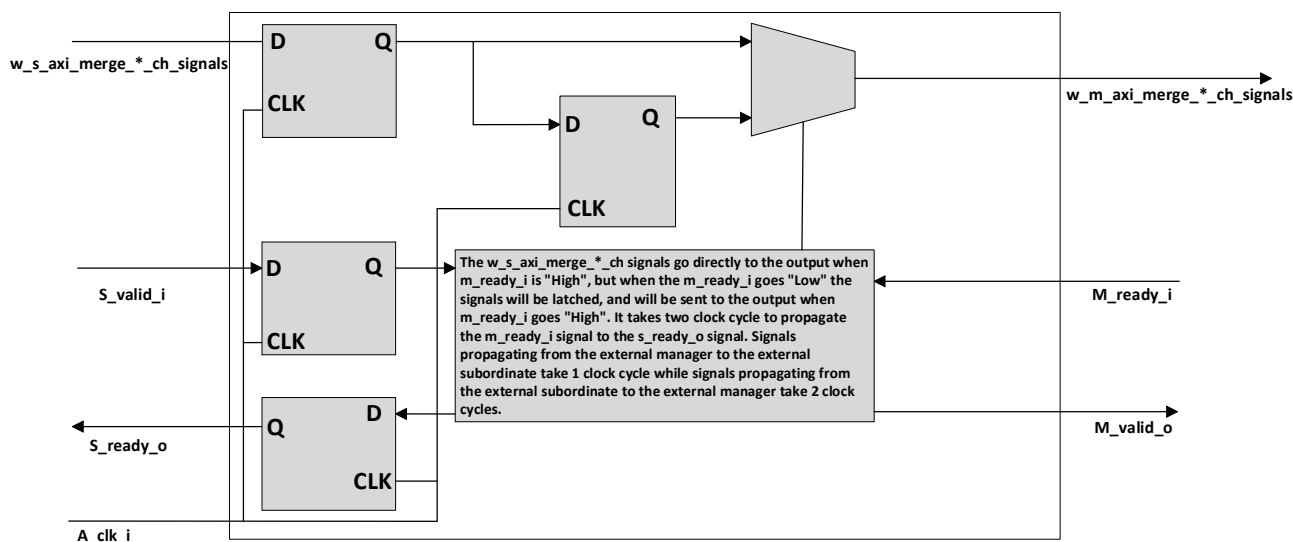 D
Q
w_s_axi_merge_*_ch_signals
CLK
w_m_axi_merge_*_ch_signals
D
Q
CLK
D
Q
S_valid_i
CLK
The w_s_axi_merge_*_ch signals go directly to the output when
m_ready_i is "High", but when the m_ready_i goes "Low" the
signals will be latched, and will be sent to the output when
m_ready_i goes "High". It takes two clock cycle to propagate
the m_ready_i signal to the s_ready_o signal. Signals
propagating from the external manager to the external
subordinate take 1 clock cycle while signals propagating from
the external subordinate to the external manager take 2 clock
cycles.
M_ready_i
D
Q
S_ready_o
CLK
M_valid_o
A_clk_i